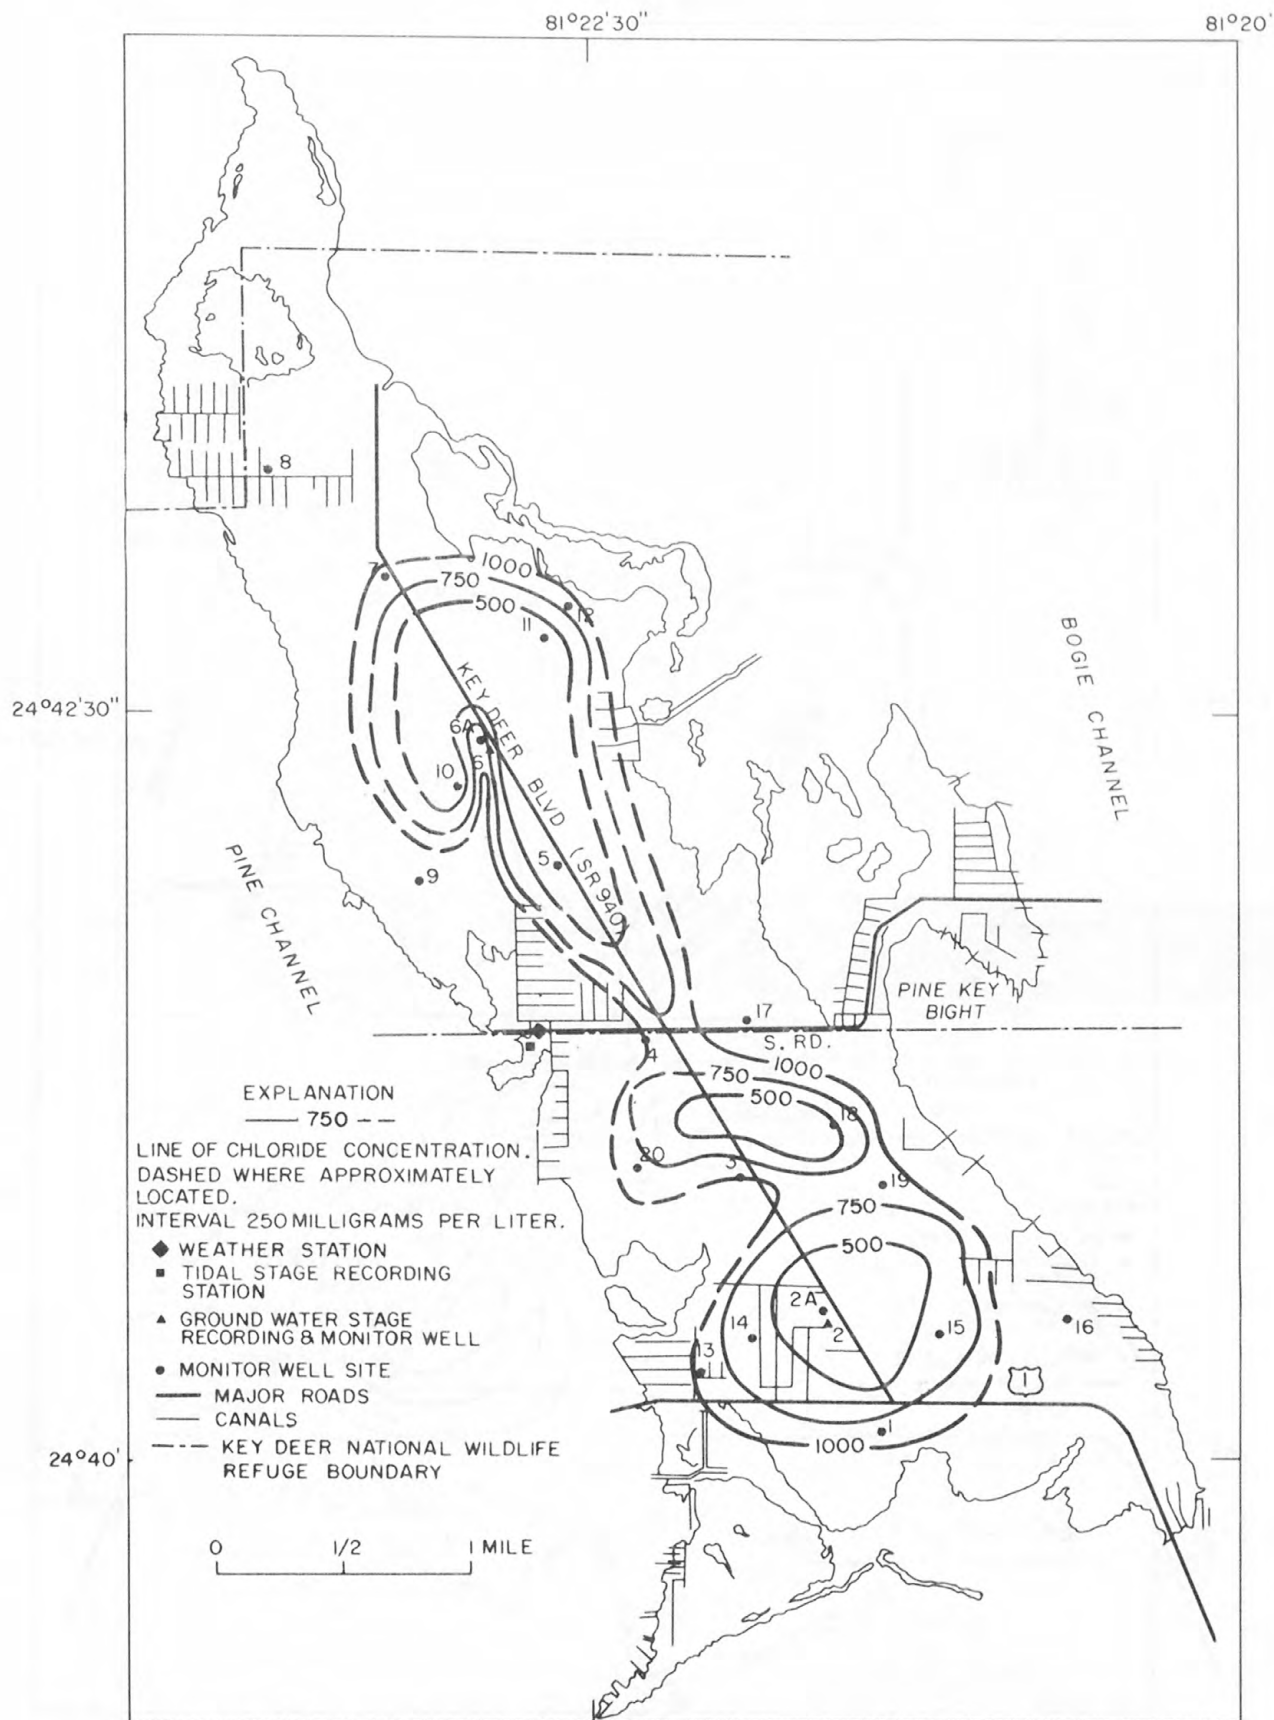 81°22'30"
81°20'
8
7
1000
750
500
12
11
KEY DEER BLVD (SR 940)
BOGIE CHANNEL
24°42'30"
6A
6
10
5
9
PINE CHANNEL
PINE KEY
BIGHT
17
S. RD.
4
1000
750
500
18
20
3
19
750
500
2A
2
14
15
16
13
1
1
1000
24°40'
EXPLANATION
750
LINE OF CHLORIDE CONCENTRATION.
DASHED WHERE APPROXIMATELY
LOCATED.
INTERVAL 250 MILLIGRAMS PER LITER.
WEATHER STATION
TIDAL STAGE RECORDING
STATION
GROUND WATER STAGE
RECORDING & MONITOR WELL
MONITOR WELL SITE
MAJOR ROADS
CANALS
KEY DEER NATIONAL WILDLIFE
REFUGE BOUNDARY
0 1/2 1 MILE